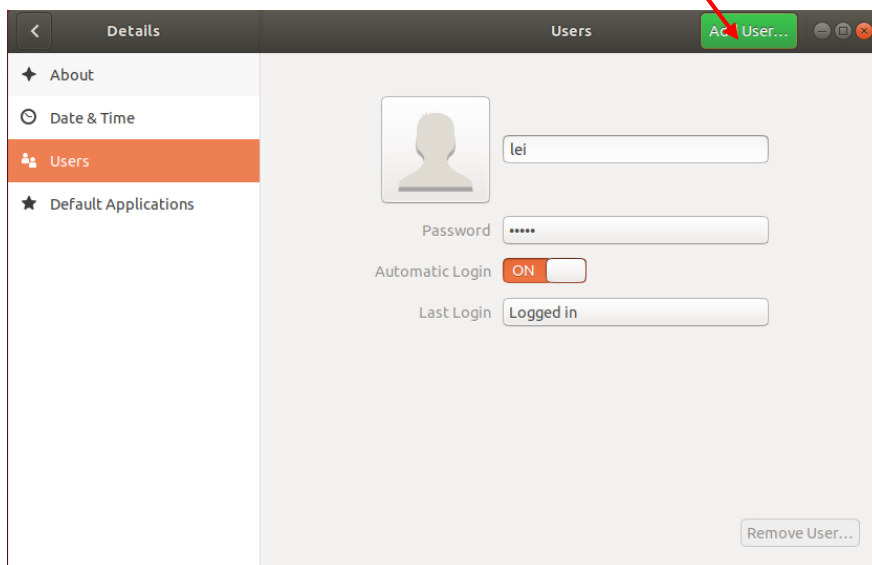 Details
Users
Add User...
About
Date & Time
Users
Default Applications
lei
Password •••••
Automatic Login ON
Last Login Logged in
Remove User...